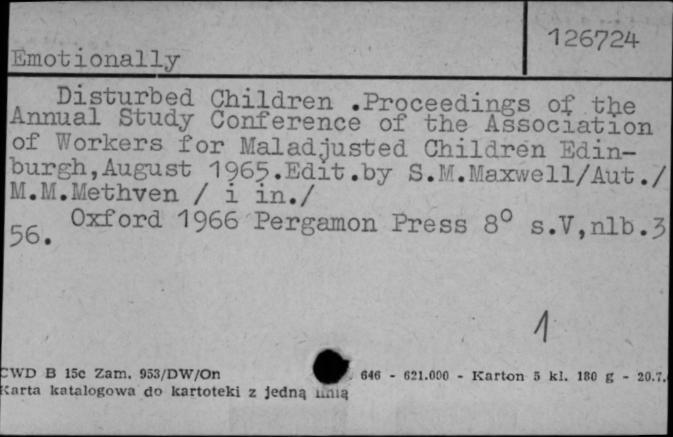 126724
Emotionally
Disturbed Children .Proceedings of the
Annual Study Conference of the Association
of Workers for Maladjusted Children Edin-
burgh,August 1965.Edit.by S.M.Maxwell/Aut./
M.M.Methven / i in./
Oxford 1966 Pergamon Press 8° s.V,nlb.3
56.
1
CWD B 15c Zam. 953/DW/On 646 - 621.000 - Karton 5 kl. 180 g - 20.7.
Karta katalogowa do kartoteki z jedną linią